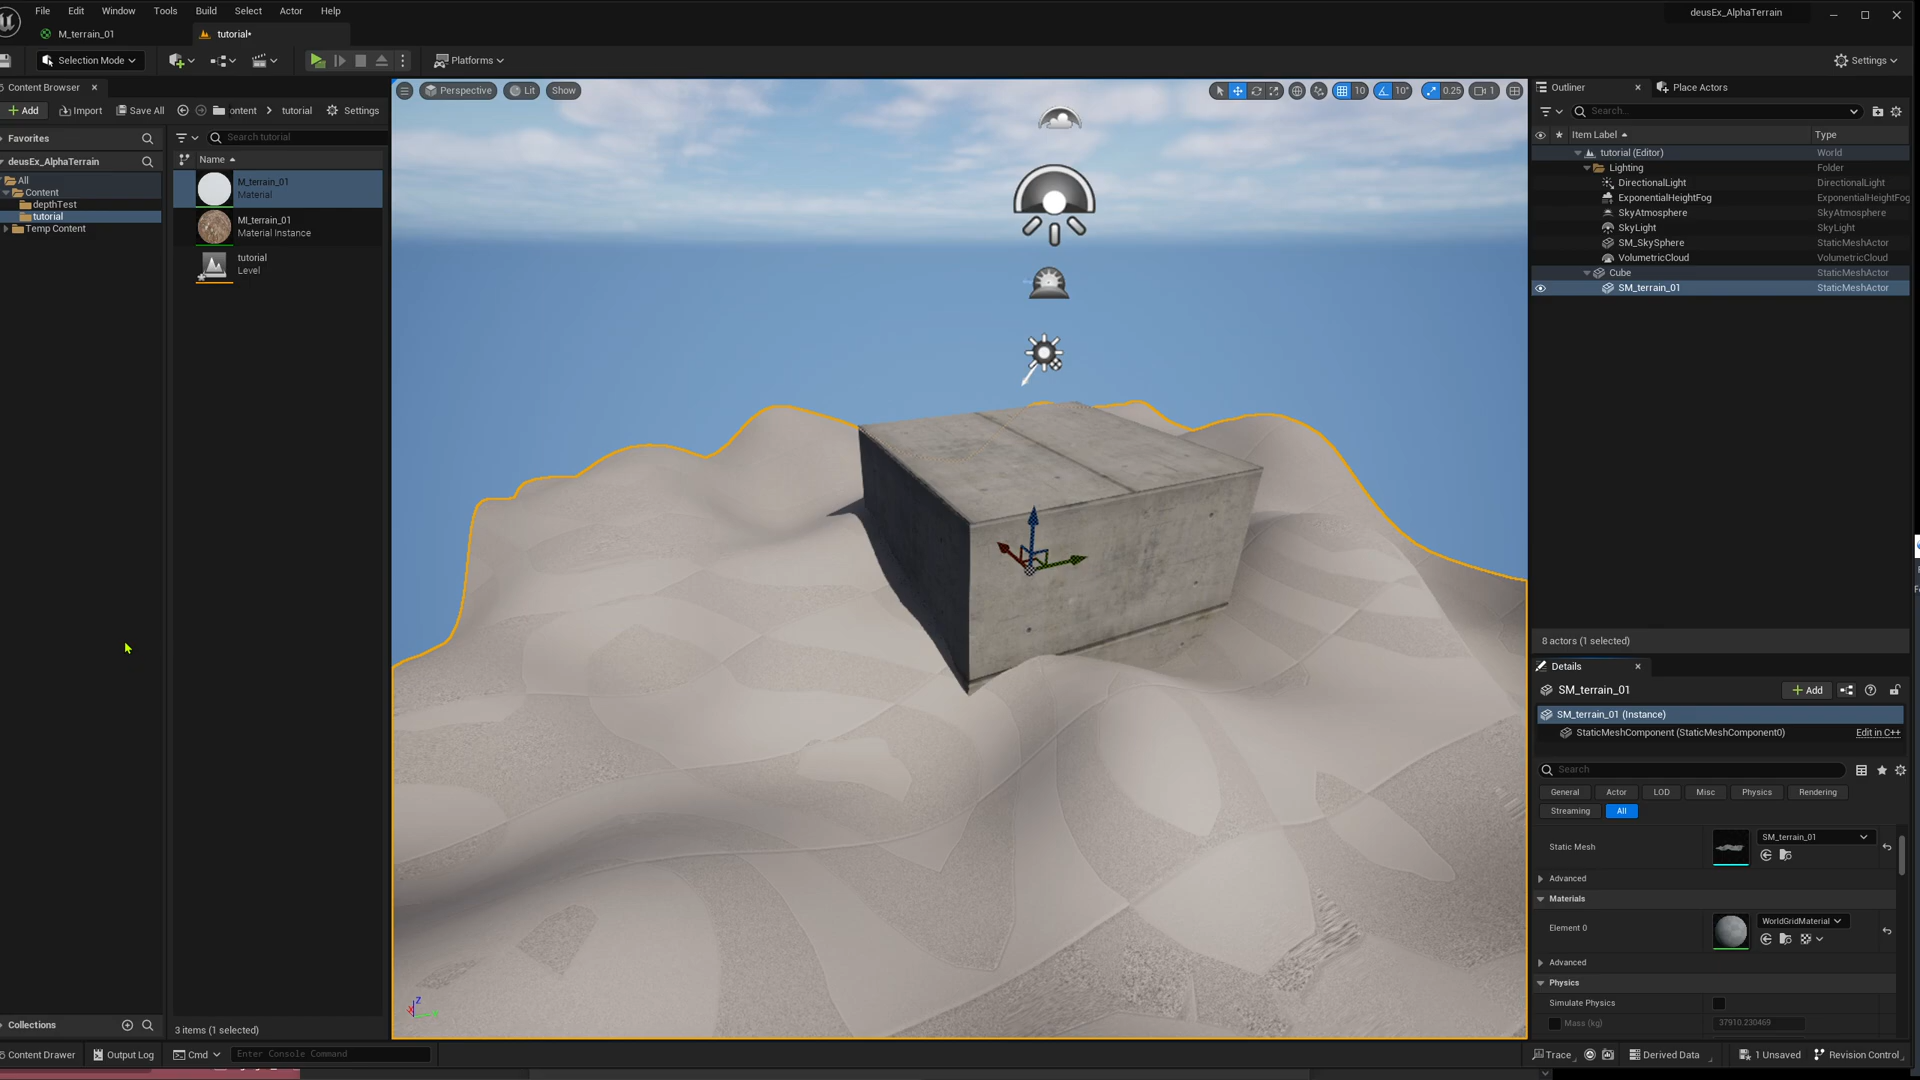 File Edit Window Tools Build Select Actor Help
deusEx_AlphaTerrain
M_terrain_01
tutorial•
Selection Mode
Platforms
Settings
Content Browser
Add
Import
Save All
ontent
tutorial
Settings
Favorites
deusEx_AlphaTerrain
All
Content
depthTest
tutorial
Temp Content
Search tutorial
Name
M_terrain_01
Material
MI_terrain_01
Material Instance
tutorial
Level
3 items (1 selected)
Collections
Perspective
Lit
Show
10
10°
0.25
1
Z
Outliner
Place Actors
Search...
Item Label
Type
tutorial (Editor) World
Lighting Folder
DirectionalLight DirectionalLight
ExponentialHeightFog ExponentialHeightFog
SkyAtmosphere SkyAtmosphere
SkyLight SkyLight
SM_SkySphere StaticMeshActor
VolumetricCloud VolumetricCloud
Cube StaticMeshActor
SM_terrain_01 StaticMeshActor
8 actors (1 selected)
Details
SM_terrain_01
Add
SM_terrain_01 (Instance)
StaticMeshComponent (StaticMeshComponent0)
Edit in C++
Search
General Actor LOD Misc Physics Rendering
Streaming All
Static Mesh
SM_terrain_01
Advanced
Materials
Element 0
WorldGridMaterial
Advanced
Physics
Simulate Physics
Mass (kg)
37910.230469
Content Drawer
Output Log
Cmd
Enter Console Command
Trace
Derived Data
1 Unsaved
Revision Control